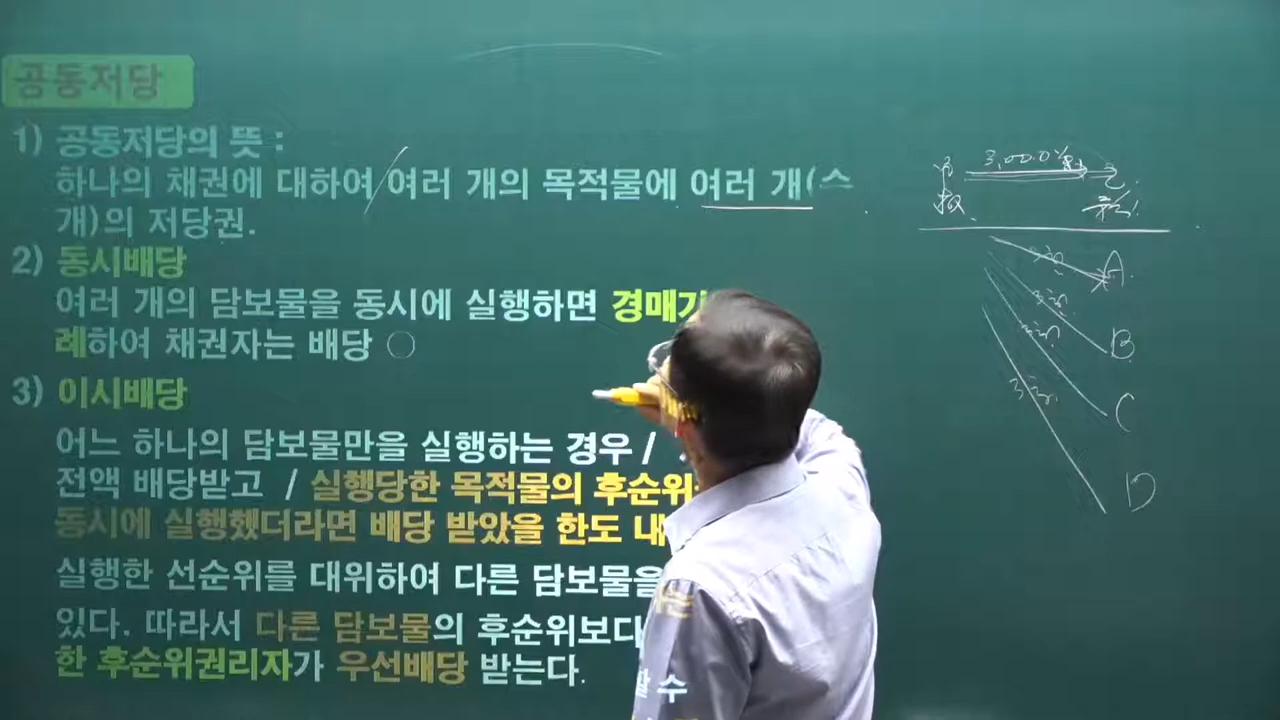 공동저당
1) 공동저당의 뜻 :
하나의 채권에 대하여 여러 개의 목적물에 여러 개(
개)의 저당권.
2) 동시배당
여러 개의 담보물을 동시에 실행하면 경매가
례하여 채권자는 배당 ○
3) 이시배당
어느 하나의 담보물만을 실행하는 경우 /
전액 배당받고 / 실행당한 목적물의 후순위
동시에 실행했더라면 배당 받았을 한도 내
실행한 선순위를 대위하여 다른 담보물을
있다. 따라서 다른 담보물의 후순위보다
한 후순위권리자가 우선배당 받는다.
수
A
B
C
D